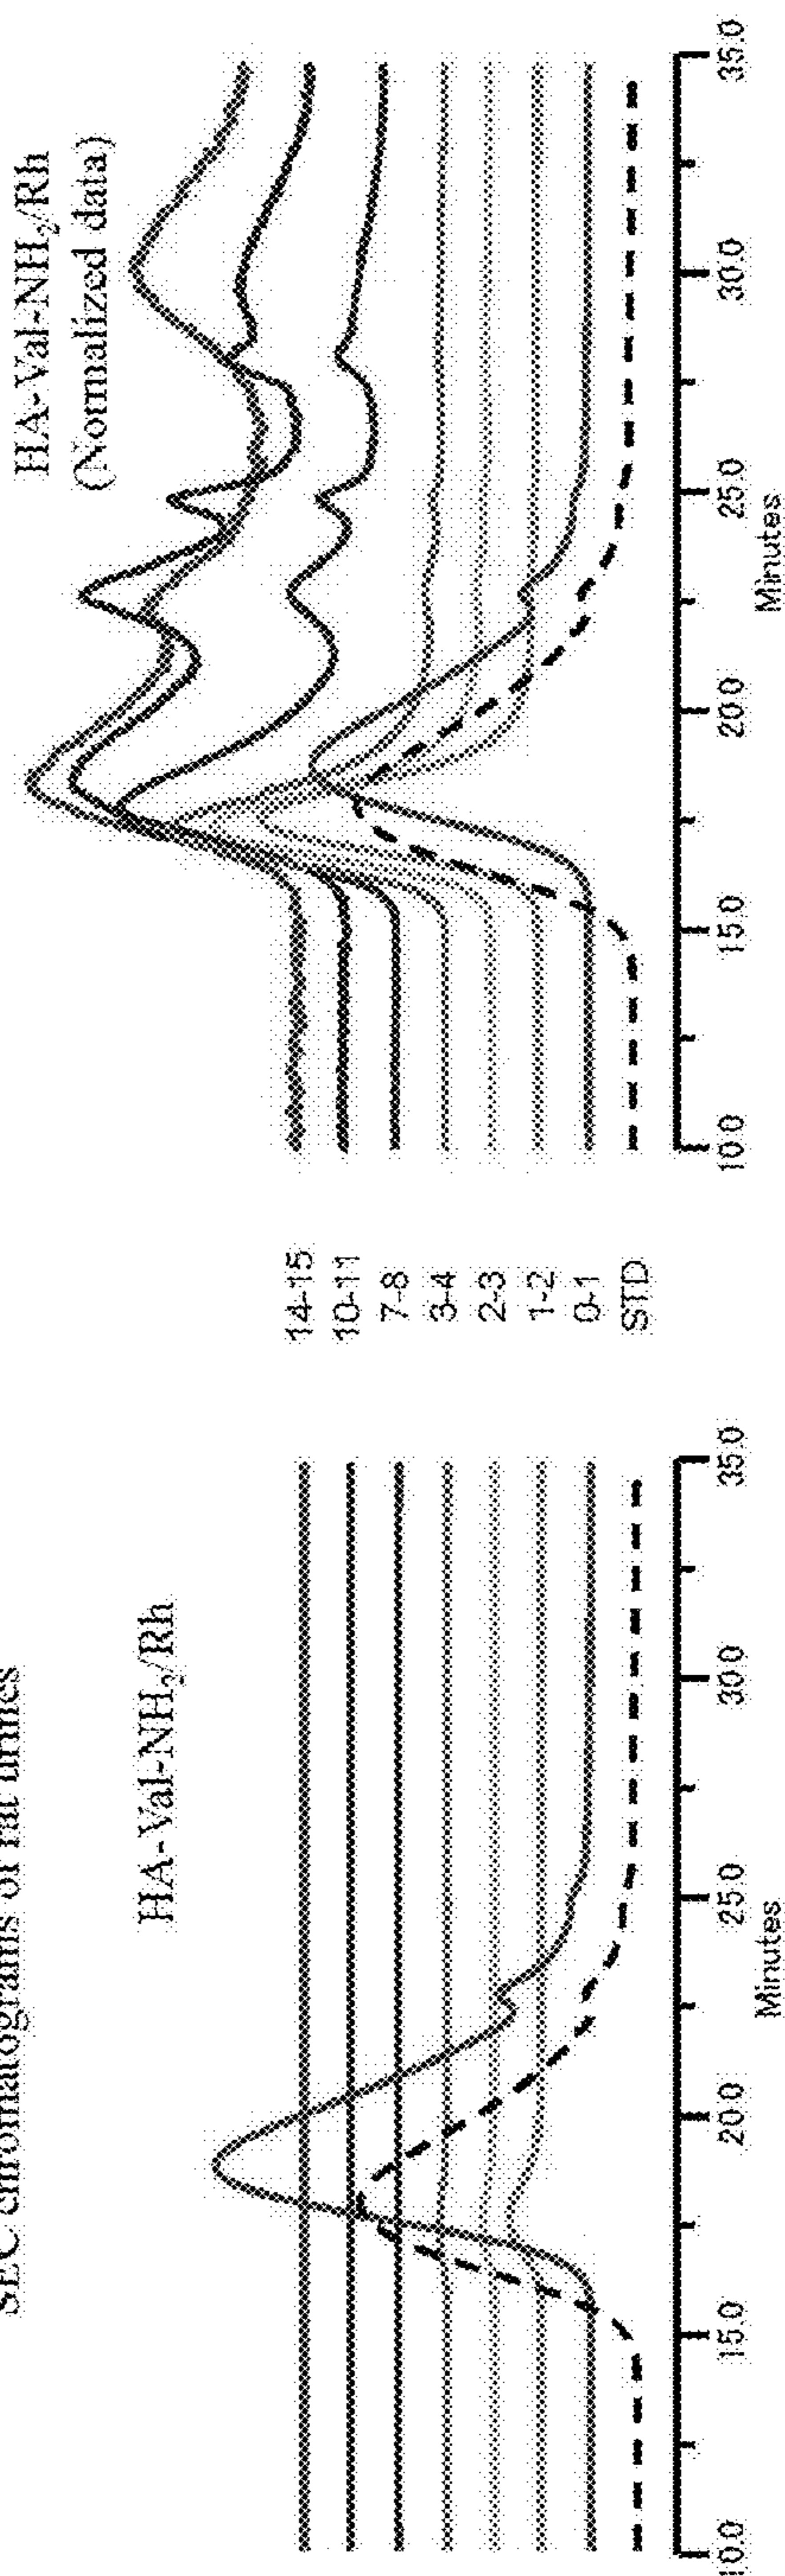 SEC chromatograms of rat urines
HA-Val-NH₂/Rh
10.0 15.0 20.0 25.0 30.0 35.0
Minutes
14-15
10-11
7-8
3-4
2-3
1-2
0-1
STD
HA-Val-NH₂/Rh
(Normalized data)
10.0 15.0 20.0 25.0 30.0 35.0
Minutes